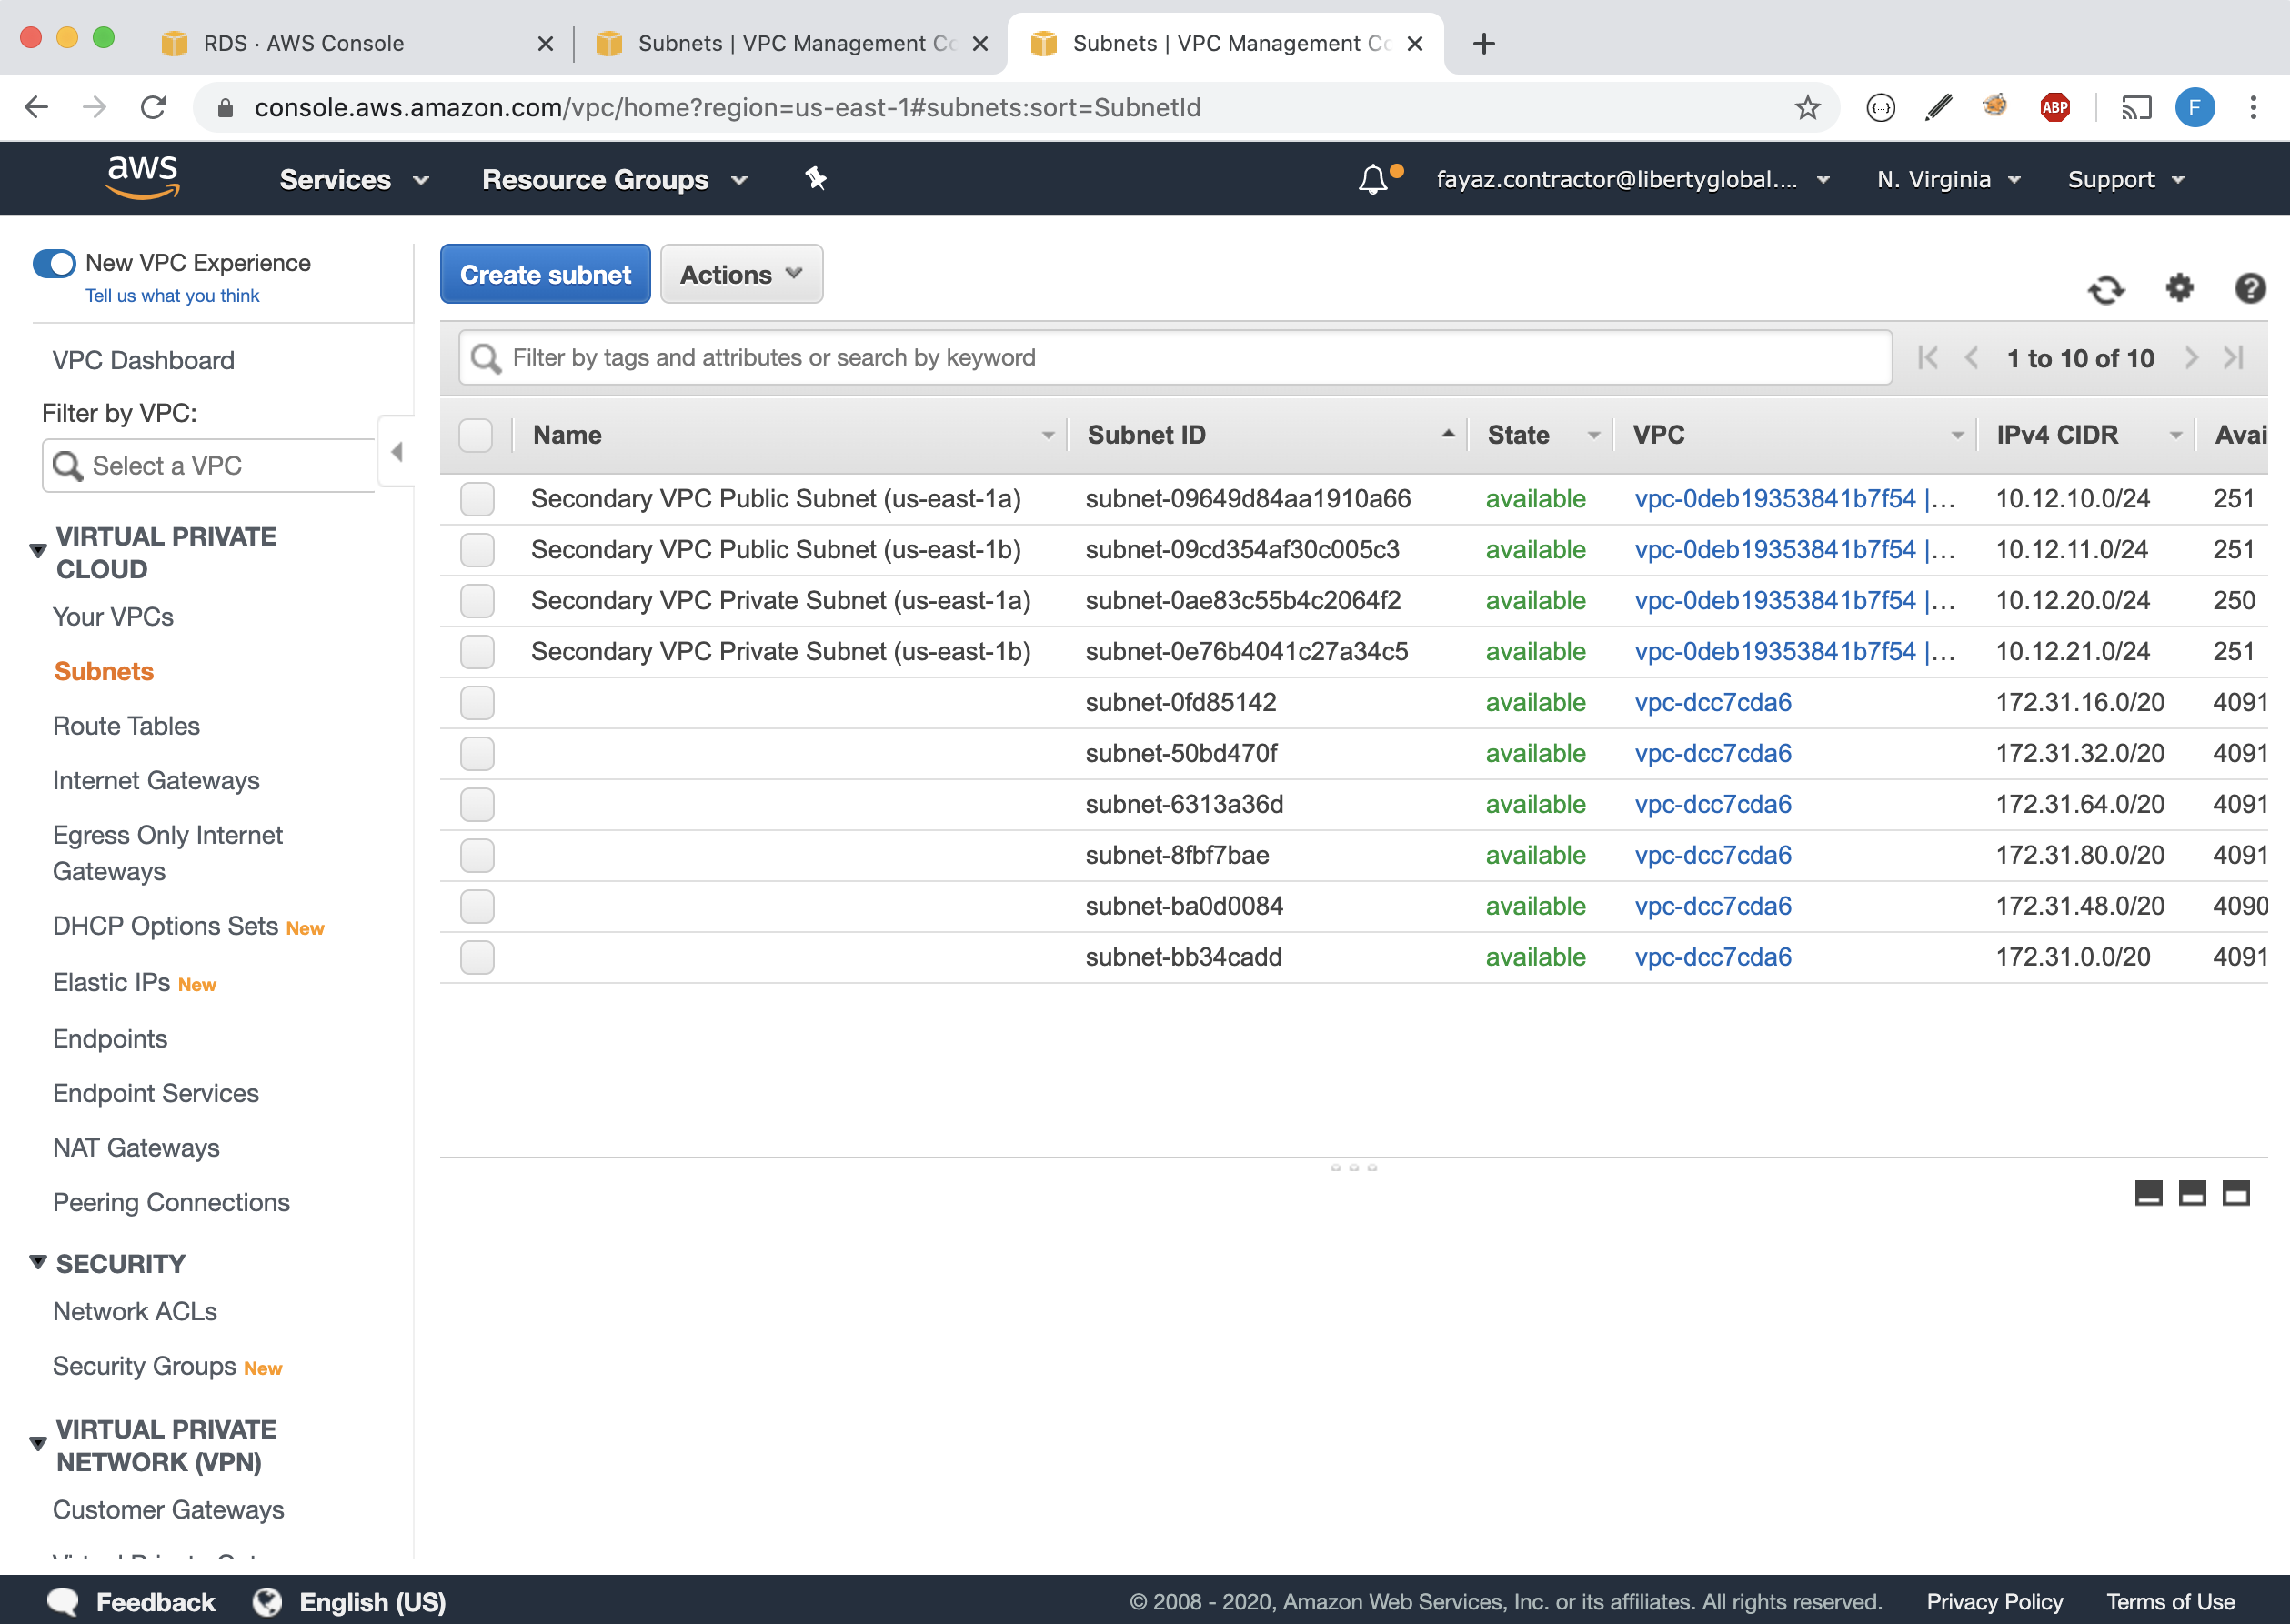 RDS · AWS Console
Subnets | VPC Management Co
Subnets | VPC Management Co
console.aws.amazon.com/vpc/home?region=us-east-1#subnets:sort=SubnetId
{...}
ABP
F
aws
Services
Resource Groups
fayaz.contractor@libertyglobal....
N. Virginia
Support
New VPC Experience
Tell us what you think
VPC Dashboard
Filter by VPC:
Select a VPC
VIRTUAL PRIVATE
CLOUD
Your VPCs
Subnets
Route Tables
Internet Gateways
Egress Only Internet
Gateways
DHCP Options Sets New
Elastic IPs New
Endpoints
Endpoint Services
NAT Gateways
Peering Connections
SECURITY
Network ACLs
Security Groups New
VIRTUAL PRIVATE
NETWORK (VPN)
Customer Gateways
Create subnet
Actions
Filter by tags and attributes or search by keyword
1 to 10 of 10
Name Subnet ID State VPC IPv4 CIDR Avai
Secondary VPC Public Subnet (us-east-1a) subnet-09649d84aa1910a66 available vpc-0deb19353841b7f54 |... 10.12.10.0/24 251
Secondary VPC Public Subnet (us-east-1b) subnet-09cd354af30c005c3 available vpc-0deb19353841b7f54 |... 10.12.11.0/24 251
Secondary VPC Private Subnet (us-east-1a) subnet-0ae83c55b4c2064f2 available vpc-0deb19353841b7f54 |... 10.12.20.0/24 250
Secondary VPC Private Subnet (us-east-1b) subnet-0e76b4041c27a34c5 available vpc-0deb19353841b7f54 |... 10.12.21.0/24 251
subnet-0fd85142 available vpc-dcc7cda6 172.31.16.0/20 4091
subnet-50bd470f available vpc-dcc7cda6 172.31.32.0/20 4091
subnet-6313a36d available vpc-dcc7cda6 172.31.64.0/20 4091
subnet-8fbf7bae available vpc-dcc7cda6 172.31.80.0/20 4091
subnet-ba0d0084 available vpc-dcc7cda6 172.31.48.0/20 4090
subnet-bb34cadd available vpc-dcc7cda6 172.31.0.0/20 4091
Feedback
English (US)
© 2008 - 2020, Amazon Web Services, Inc. or its affiliates. All rights reserved.
Privacy Policy
Terms of Use